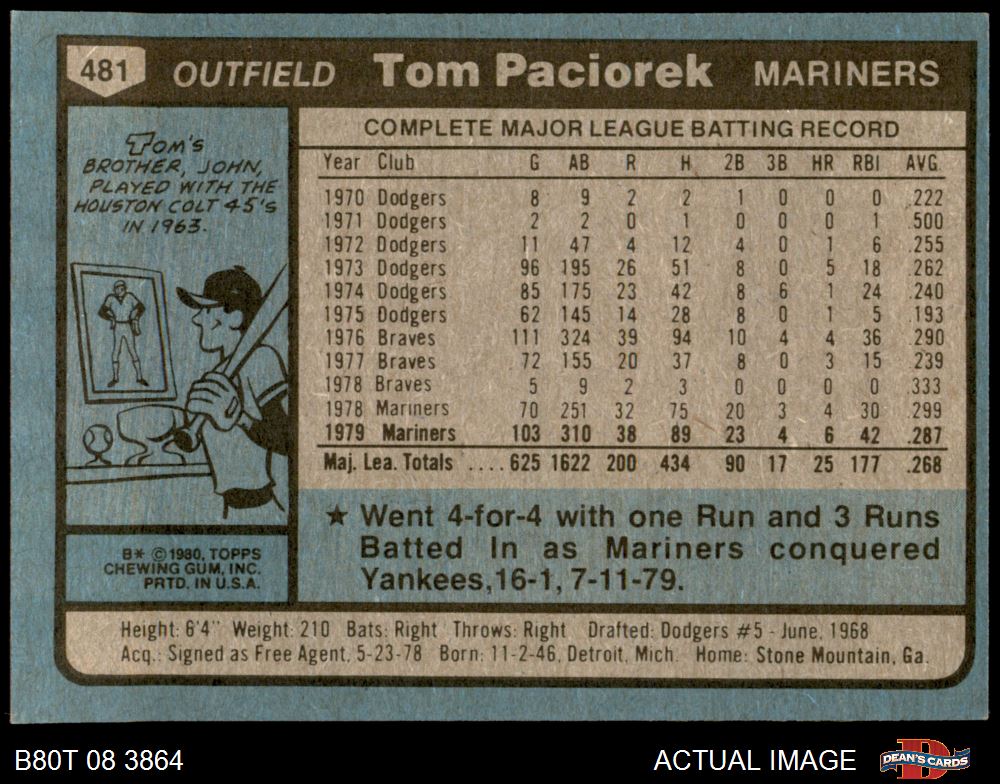 481 OUTFIELD Tom Paciorek MARINERS
TOM'S
BROTHER, JOHN,
PLAYED WITH THE
HOUSTON COLT 45'S
IN 1963.
B* © 1980, TOPPS
CHEWING GUM, INC.
PRTD. IN U.S.A.
COMPLETE MAJOR LEAGUE BATTING RECORD
Year Club G AB R H 2B 3B HR RBI AVG.
1970 Dodgers 8 9 2 2 1 0 0 0 .222
1971 Dodgers 2 2 0 1 0 0 0 1 .500
1972 Dodgers 11 47 4 12 4 0 1 6 .255
1973 Dodgers 96 195 26 51 8 0 5 18 .262
1974 Dodgers 85 175 23 42 8 6 1 24 .240
1975 Dodgers 62 145 14 28 8 0 1 5 .193
1976 Braves 111 324 39 94 10 4 4 36 .290
1977 Braves 72 155 20 37 8 0 3 15 .239
1978 Braves 5 9 2 3 0 0 0 0 .333
1978 Mariners 70 251 32 75 20 3 4 30 .299
1979 Mariners 103 310 38 89 23 4 6 42 .287
Maj. Lea. Totals ....625 1622 200 434 90 17 25 177 .268
★ Went 4-for-4 with one Run and 3 Runs
Batted In as Mariners conquered
Yankees,16-1, 7-11-79.
Height: 6'4" Weight: 210 Bats: Right Throws: Right Drafted: Dodgers #5 - June, 1968
Acq.: Signed as Free Agent, 5-23-78 Born: 11-2-46, Detroit, Mich. Home: Stone Mountain, Ga.
B80T 08 3864 ACTUAL IMAGE DEAN'S CARDS